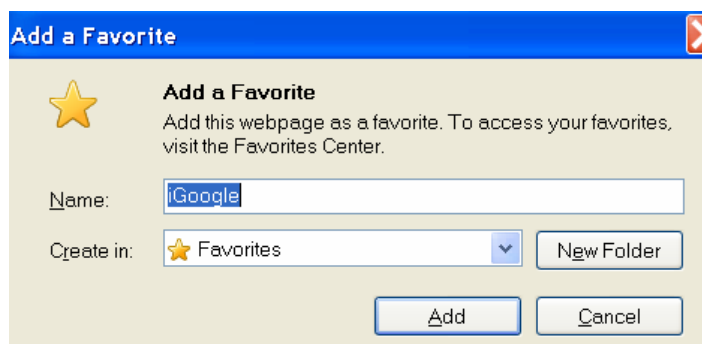 Add a Favorite
Add a Favorite
Add this webpage as a favorite. To access your favorites,
visit the Favorites Center.
Name: iGoogle
Create in: Favorites New Folder
Add Cancel